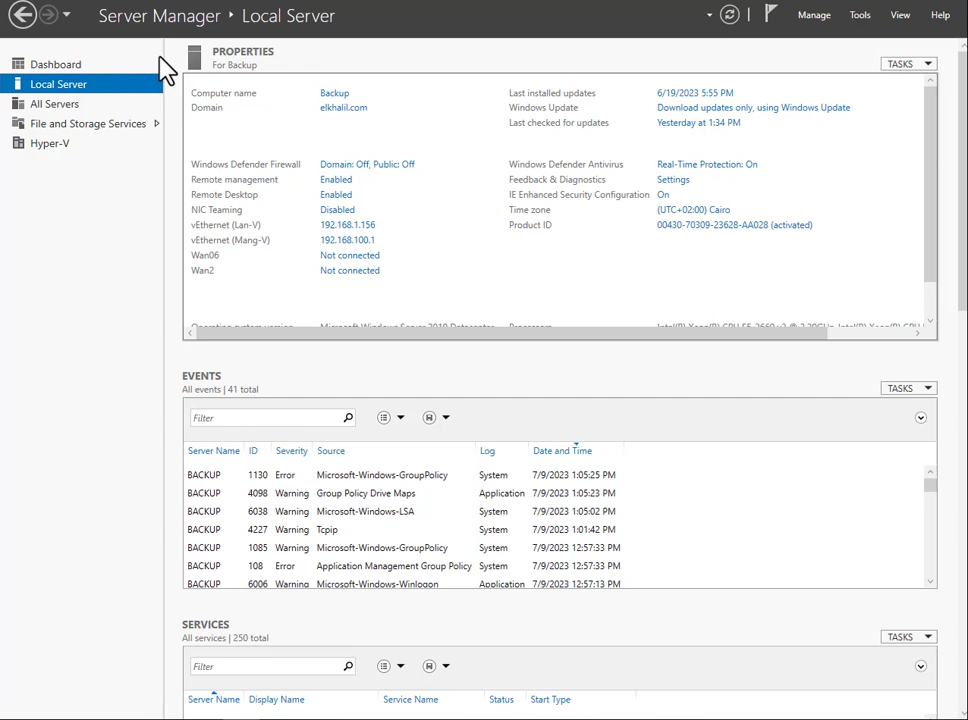 Server Manager ‣ Local Server
Manage Tools View Help
Dashboard
Local Server
All Servers
File and Storage Services
Hyper-V
PROPERTIES
For Backup
TASKS
Computer name Backup Last installed updates 6/19/2023 5:55 PM
Domain elkhalil.com Windows Update Download updates only, using Windows Update
Last checked for updates Yesterday at 1:34 PM
Windows Defender Firewall Domain: Off, Public: Off Windows Defender Antivirus Real-Time Protection: On
Remote management Enabled Feedback & Diagnostics Settings
Remote Desktop Enabled IE Enhanced Security Configuration On
NIC Teaming Disabled Time zone (UTC+02:00) Cairo
vEthernet (Lan-V) 192.168.1.156 Product ID 00430-70309-23628-AA028 (activated)
vEthernet (Mang-V) 192.168.100.1
Wan06 Not connected
Wan2 Not connected
Operating system version Microsoft Windows Server 2019 Datacenter Processors
EVENTS
All events | 41 total
TASKS
Filter
Server Name ID Severity Source Log Date and Time
BACKUP 1130 Error Microsoft-Windows-GroupPolicy System 7/9/2023 1:05:25 PM
BACKUP 4098 Warning Group Policy Drive Maps Application 7/9/2023 1:05:23 PM
BACKUP 6038 Warning Microsoft-Windows-LSA System 7/9/2023 1:05:02 PM
BACKUP 4227 Warning Tcpip System 7/9/2023 1:01:42 PM
BACKUP 1085 Warning Microsoft-Windows-GroupPolicy System 7/9/2023 12:57:33 PM
BACKUP 108 Error Application Management Group Policy System 7/9/2023 12:57:33 PM
BACKUP 6006 Warning Microsoft-Windows-Winlogon Application 7/9/2023 12:57:13 PM
SERVICES
All services | 250 total
TASKS
Filter
Server Name Display Name Service Name Status Start Type